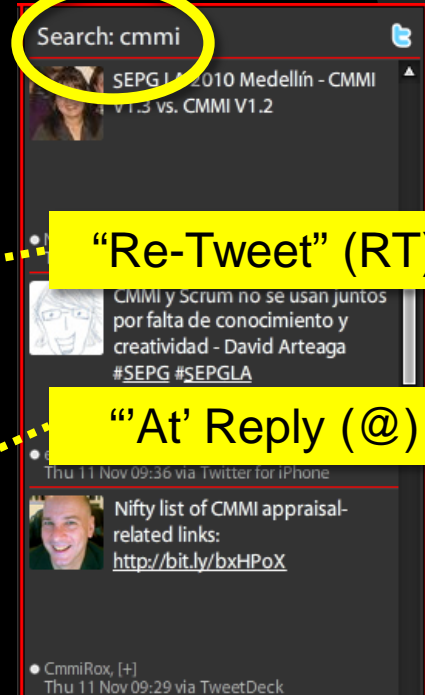 Search: cmmi
SEPG LA 2010 Medellín - CMMI
V1.3 vs. CMMI V1.2
“Re-Tweet” (RT)
CMMI y Scrum no se usan juntos
por falta de conocimiento y
creatividad - David Arteaga
#SEPG #SEPGLA
“’At’ Reply (@)
Thu 11 Nov 09:36 via Twitter for iPhone
Nifty list of CMMI appraisal-
related links:
http://bit.ly/bxHPoX
CmmiRox, [+]
Thu 11 Nov 09:29 via TweetDeck